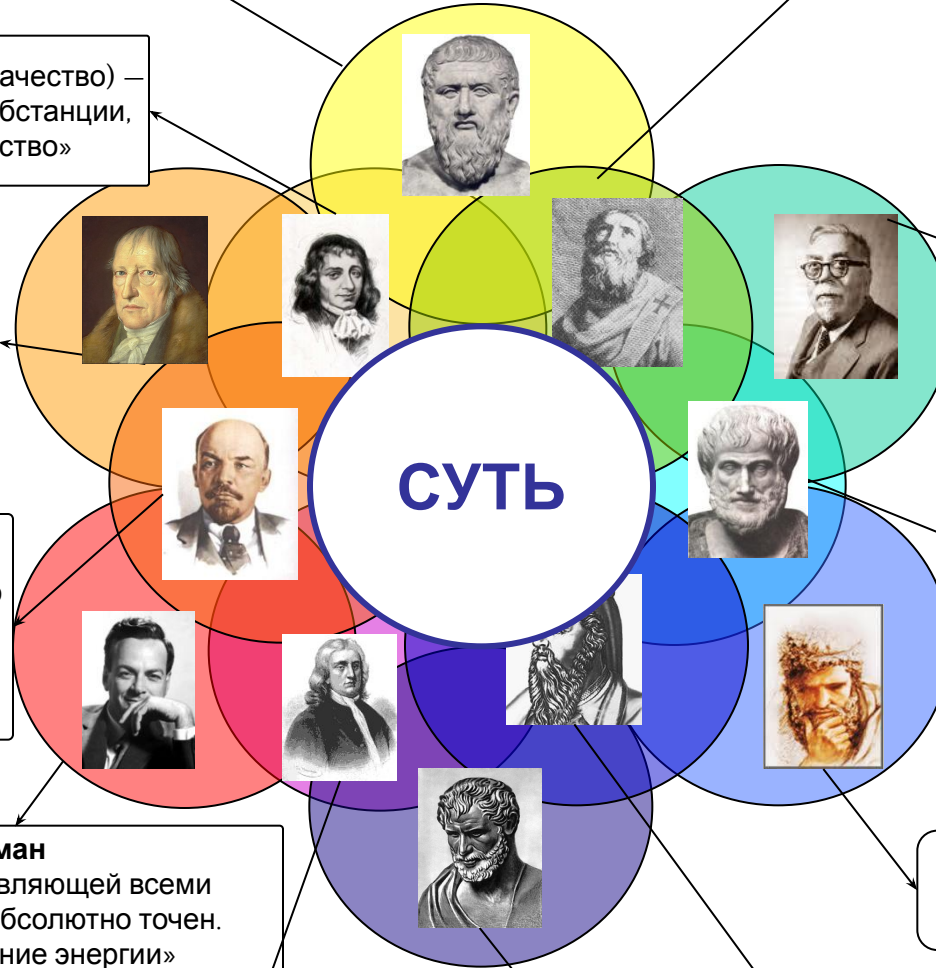 ачество) –
бстанции,
ство»
СУТЬ
ман
вляющей всеми
бсолютно точен.
ние энергии»